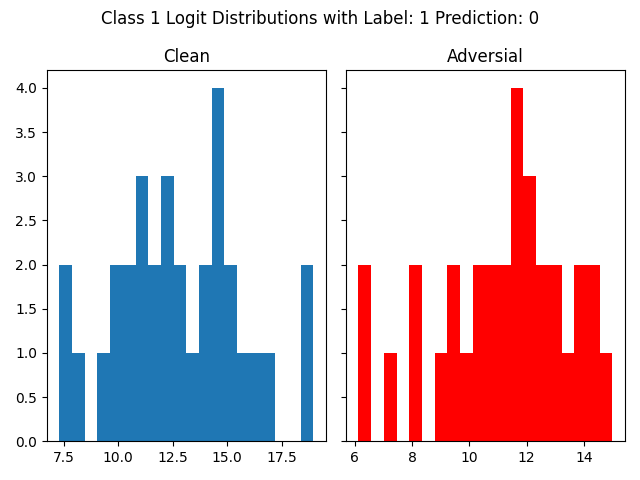 Class 1 Logit Distributions with Label: 1 Prediction: 0
Clean
Adversial
4.0
3.5
3.0
2.5
2.0
1.5
1.0
0.5
0.0
7.5 10.0 12.5 15.0 17.5
6 8 10 12 14